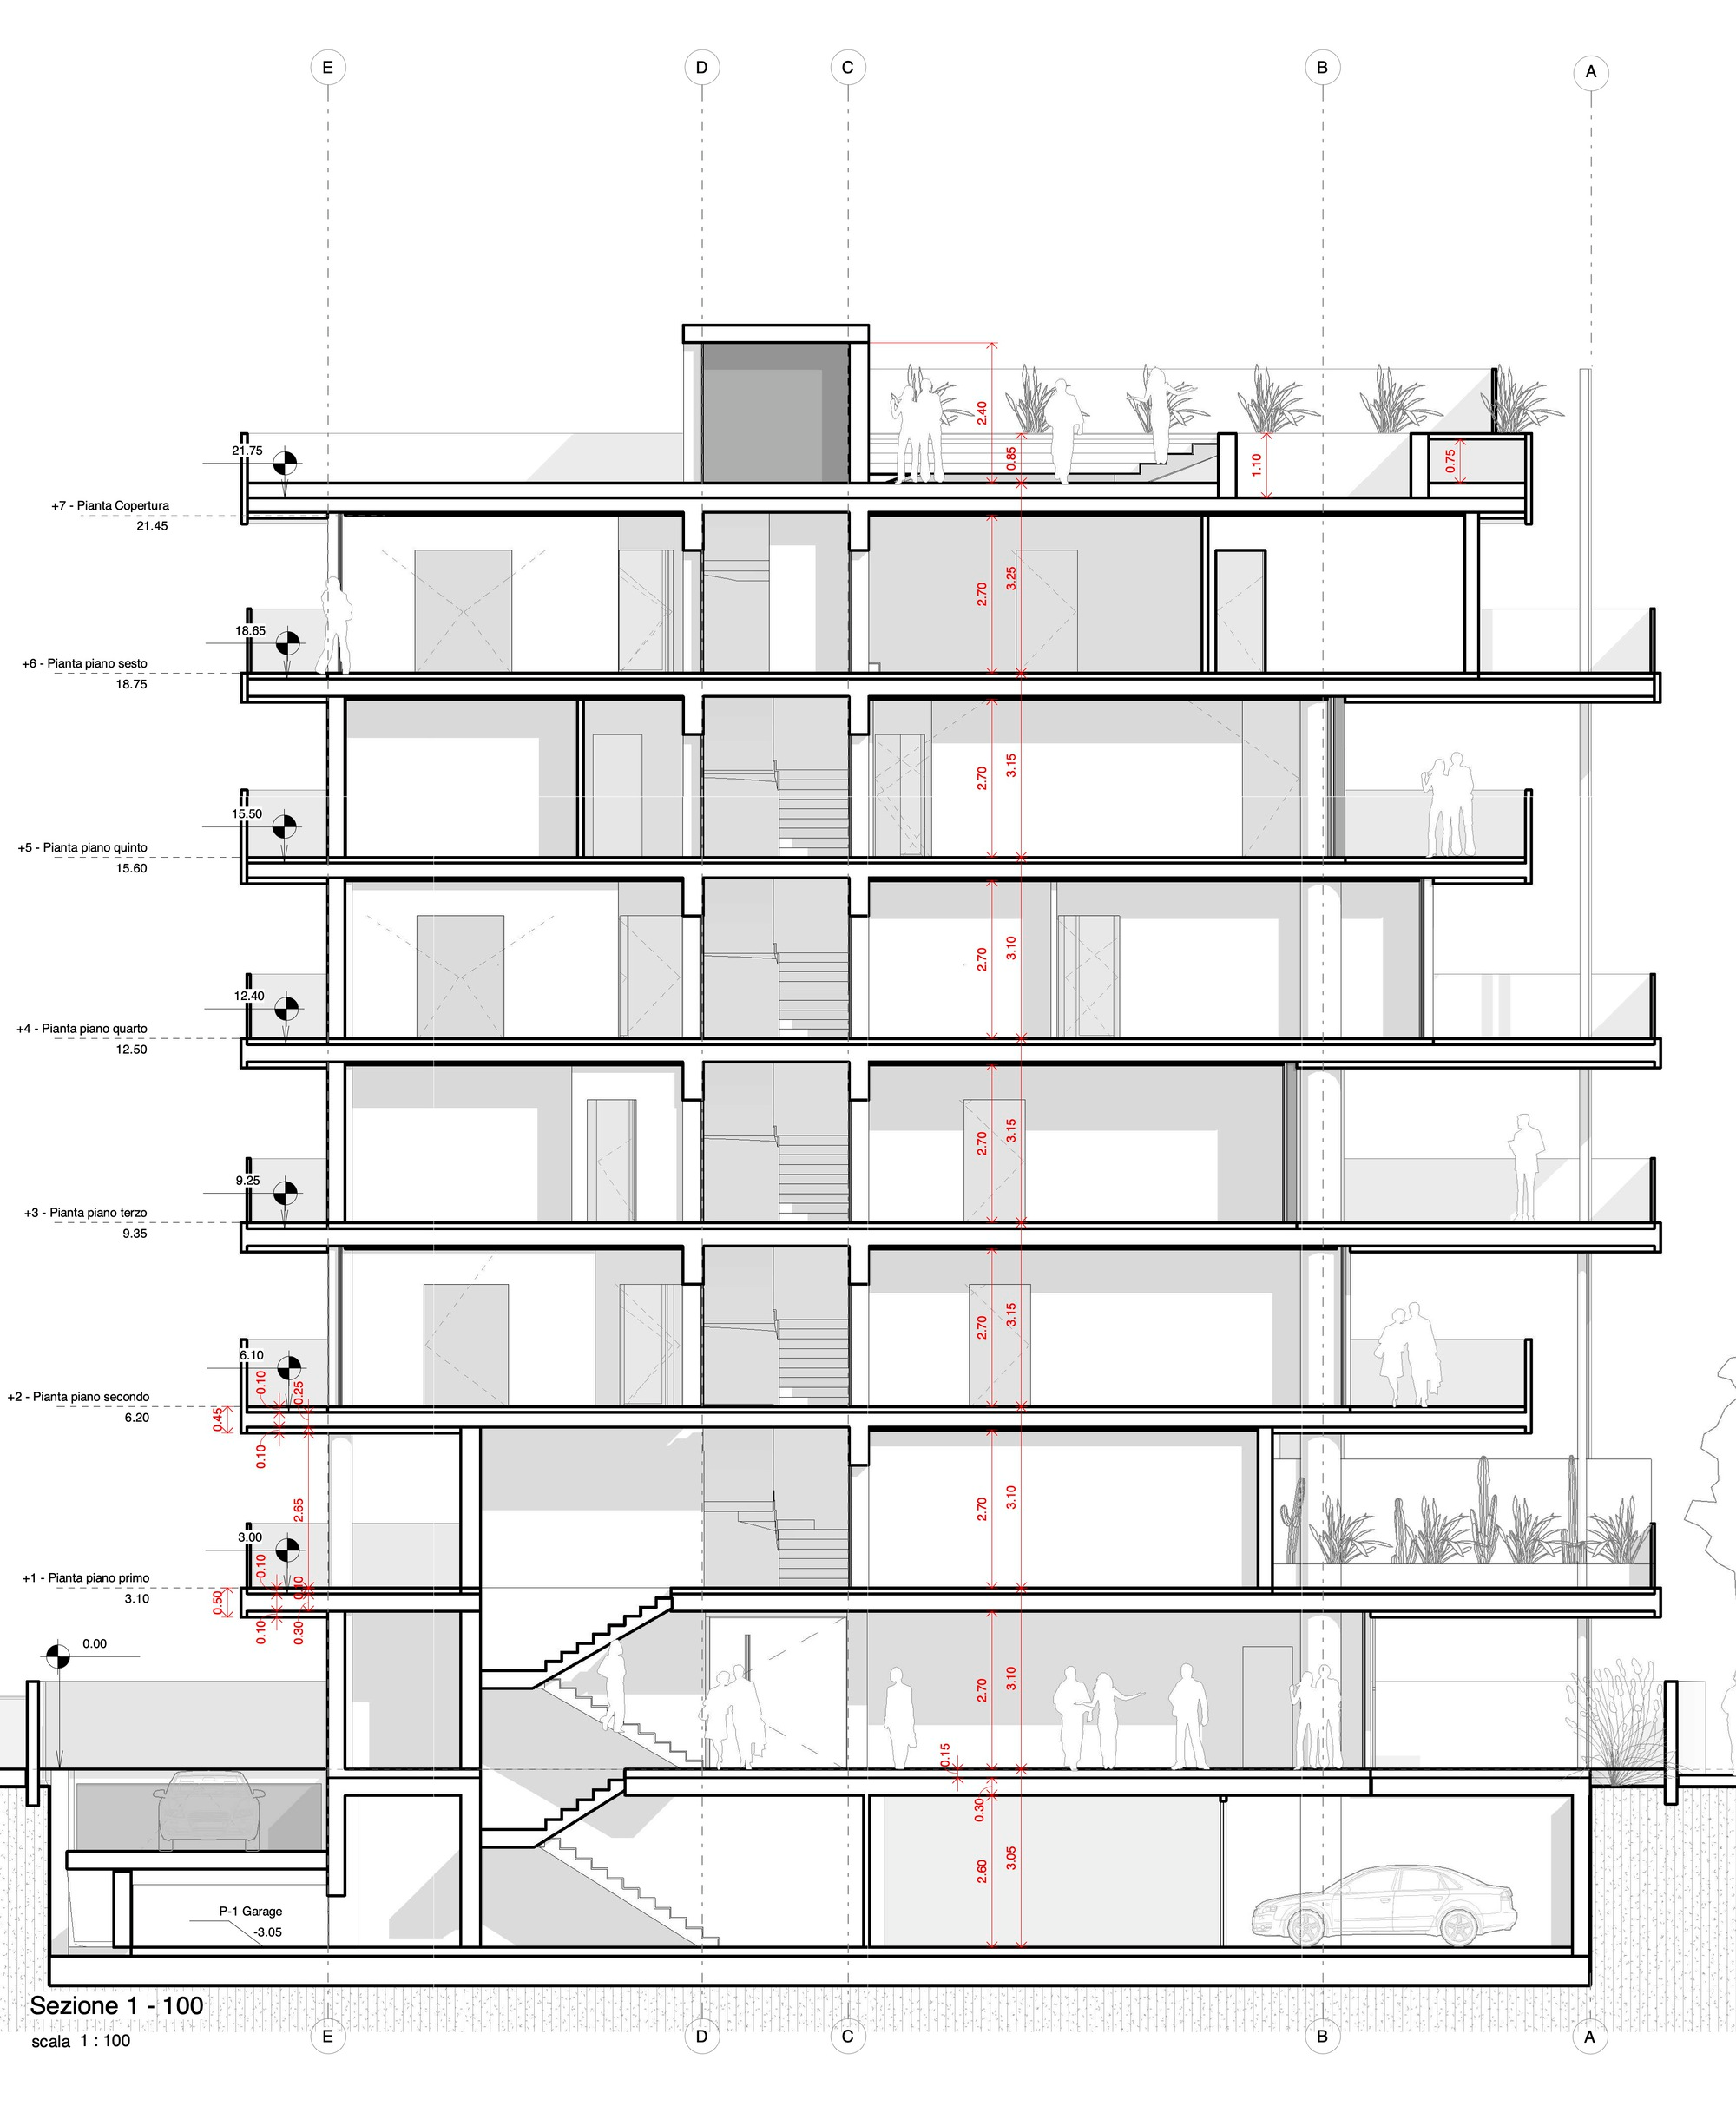 E
D
C
B
A
2.40
21.75
0.85
1.10
0.75
+7 - Pianta Copertura
21.45
2.70
3.25
18.65
+6 - Pianta piano sesto
18.75
2.70
3.15
15.50
+5 - Pianta piano quinto
15.60
2.70
3.10
12.40
+4 - Pianta piano quarto
12.50
2.70
3.15
9.25
+3 - Pianta piano terzo
9.35
2.70
3.15
6.10
0.10
0.25
+2 - Pianta piano secondo
6.20
0.45
0.10
2.65
2.70
3.10
3.00
0.10
0.10
+1 - Pianta piano primo
3.10
0.50
0.10
0.30
0.00
2.70
3.10
0.15
0.30
2.60
3.05
P-1 Garage
-3.05
Sezione 1 - 100
scala 1 : 100
E
D
C
B
A